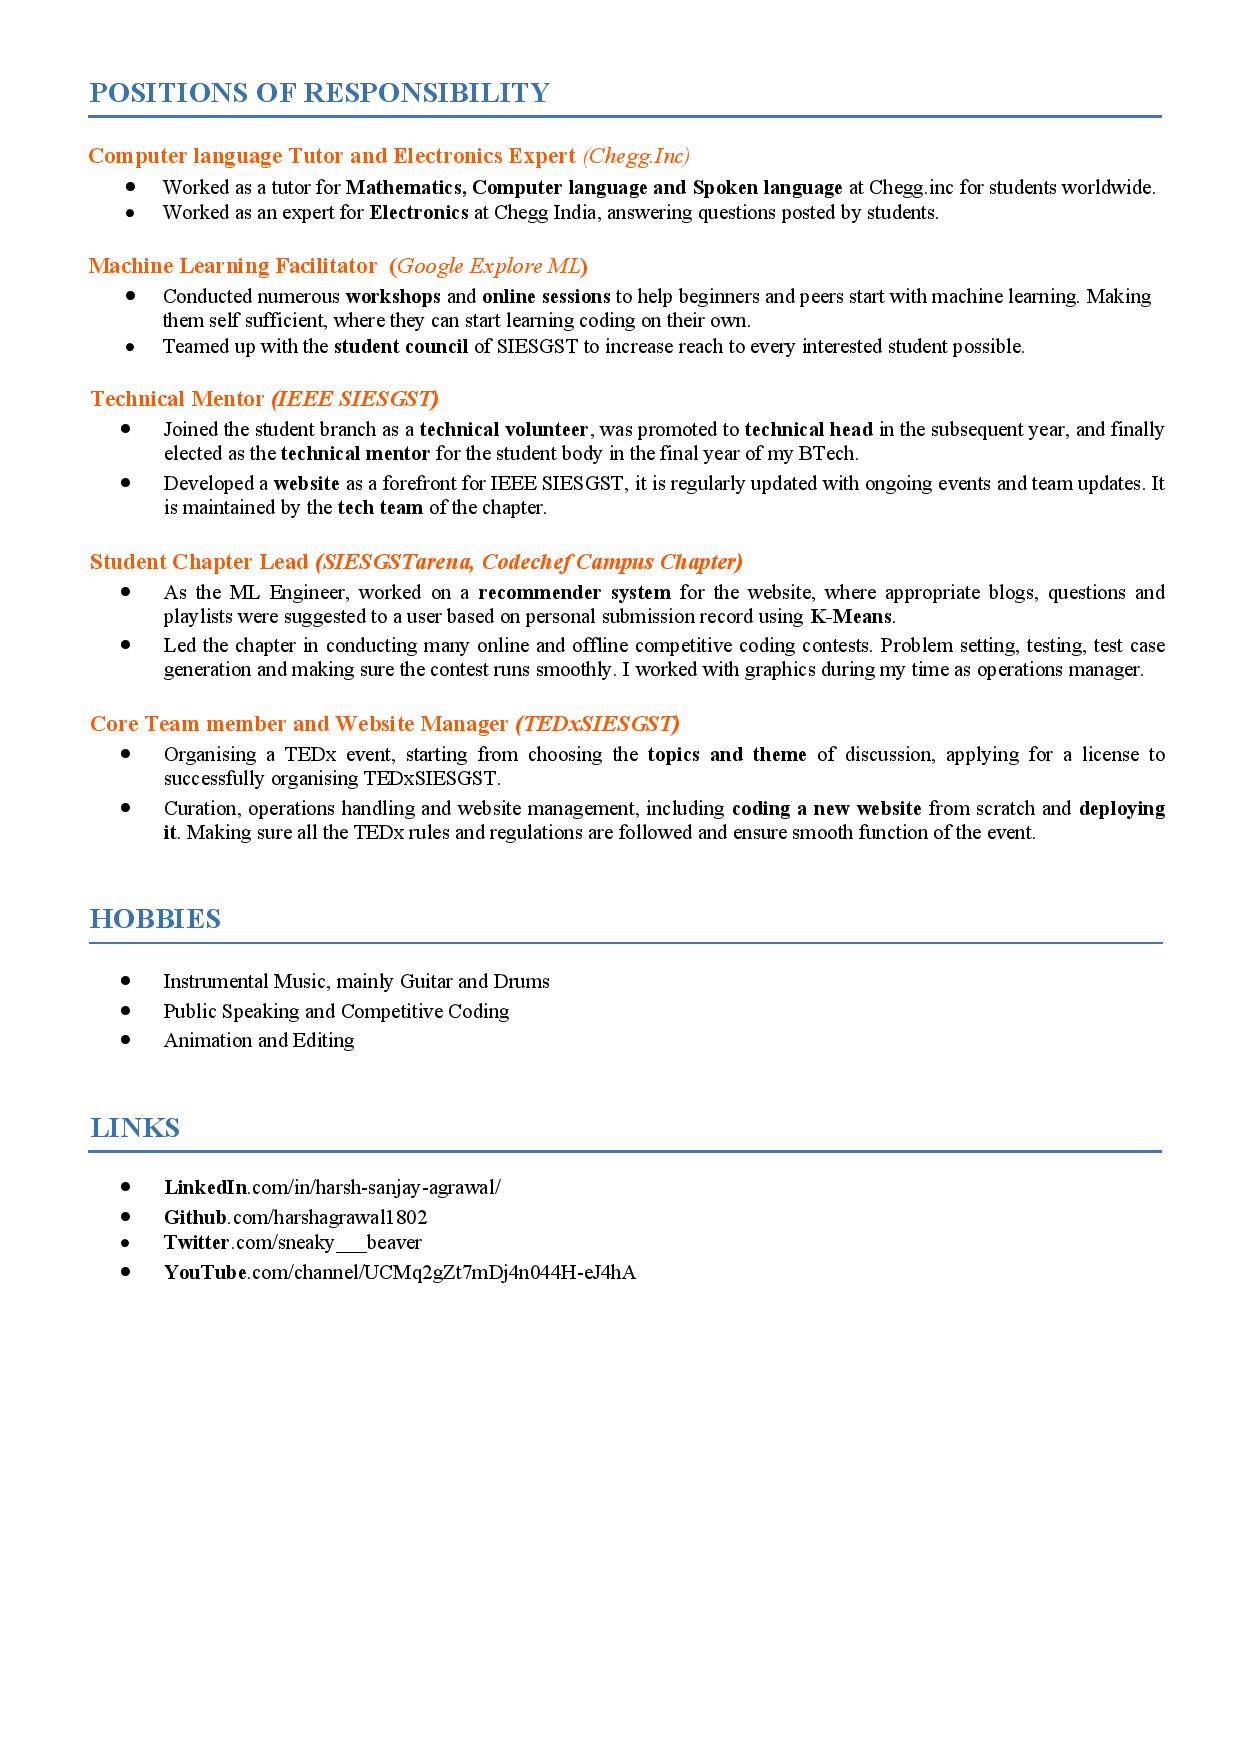 POSITIONS OF RESPONSIBILITY
Computer language Tutor and Electronics Expert (Chegg.Inc)
● Worked as a tutor for Mathematics, Computer language and Spoken language at Chegg.inc for students worldwide.
● Worked as an expert for Electronics at Chegg India, answering questions posted by students.
Machine Learning Facilitator (Google Explore ML)
● Conducted numerous workshops and online sessions to help beginners and peers start with machine learning. Making
them self sufficient, where they can start learning coding on their own.
● Teamed up with the student council of SIESGST to increase reach to every interested student possible.
Technical Mentor (IEEE SIESGST)
● Joined the student branch as a technical volunteer, was promoted to technical head in the subsequent year, and finally
elected as the technical mentor for the student body in the final year of my BTech.
● Developed a website as a forefront for IEEE SIESGST, it is regularly updated with ongoing events and team updates. It
is maintained by the tech team of the chapter.
Student Chapter Lead (SIESGSTarena, Codechef Campus Chapter)
● As the ML Engineer, worked on a recommender system for the website, where appropriate blogs, questions and
playlists were suggested to a user based on personal submission record using K-Means.
● Led the chapter in conducting many online and offline competitive coding contests. Problem setting, testing, test case
generation and making sure the contest runs smoothly. I worked with graphics during my time as operations manager.
Core Team member and Website Manager (TEDxSIESGST)
● Organising a TEDx event, starting from choosing the topics and theme of discussion, applying for a license to
successfully organising TEDxSIESGST.
● Curation, operations handling and website management, including coding a new website from scratch and deploying
it. Making sure all the TEDx rules and regulations are followed and ensure smooth function of the event.
HOBBIES
● Instrumental Music, mainly Guitar and Drums
● Public Speaking and Competitive Coding
● Animation and Editing
LINKS
● LinkedIn.com/in/harsh-sanjay-agrawal/
● Github.com/harshagrawal1802
● Twitter.com/sneaky___beaver
● YouTube.com/channel/UCMq2gZt7mDj4n044H-eJ4hA